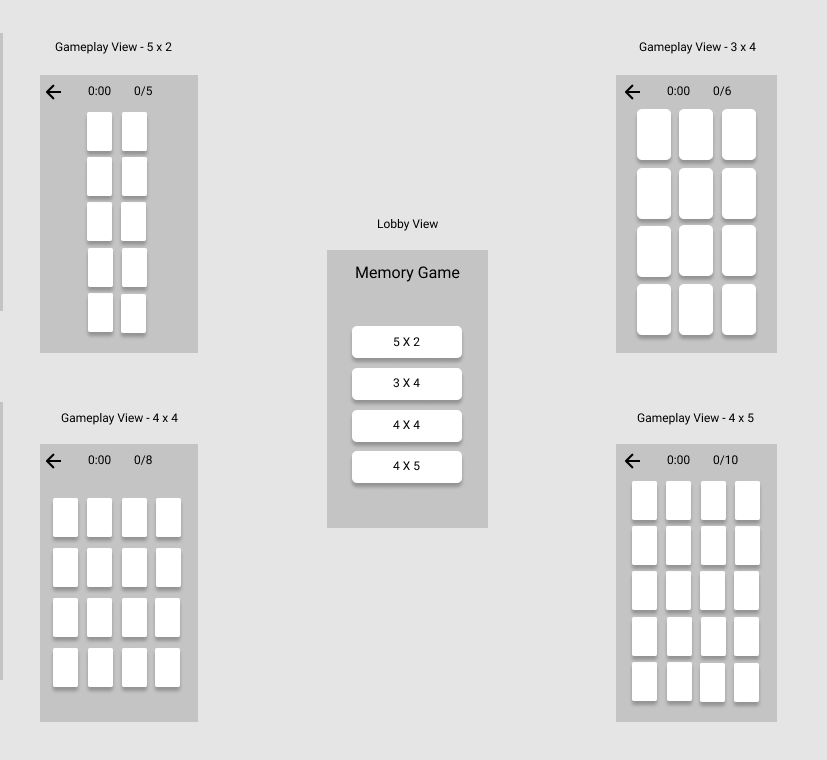 Gameplay View - 5 x 2
0:00 0/5
Gameplay View - 3 x 4
0:00 0/6
Lobby View
Memory Game
5 X 2
3 X 4
4 X 4
4 X 5
Gameplay View - 4 x 4
0:00 0/8
Gameplay View - 4 x 5
0:00 0/10